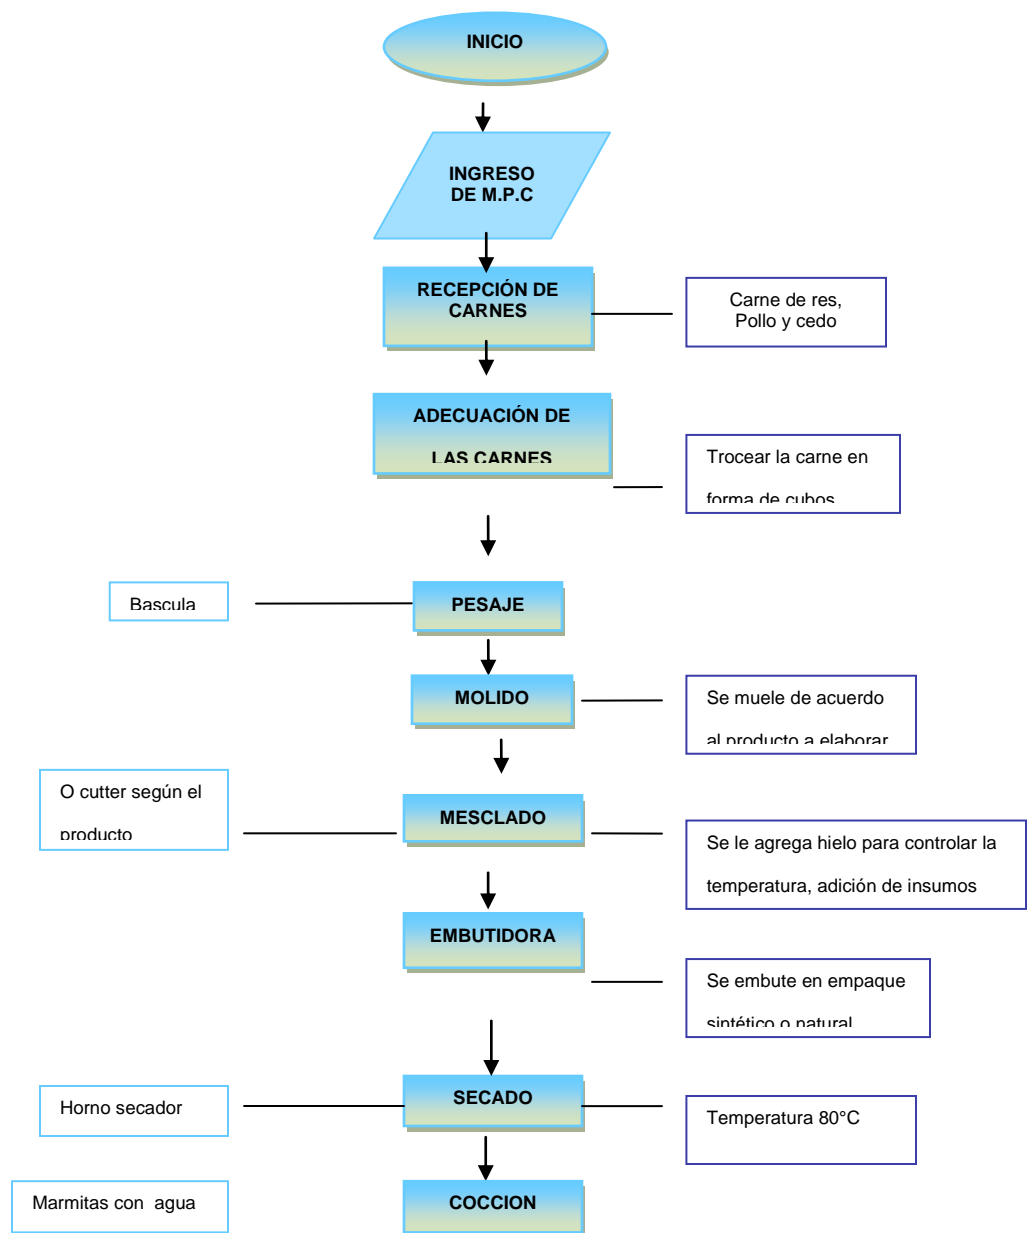 INICIO
INGRESO
DE M.P.C
RECEPCIÓN DE
CARNES
Carne de res,
Pollo y cedo
ADECUACIÓN DE
LAS CARNES
Trocear la carne en
forma de cubos
Bascula
PESAJE
MOLIDO
Se muele de acuerdo
al producto a elaborar
O cutter según el
producto
MESCLADO
Se le agrega hielo para controlar la
temperatura, adición de insumos
EMBUTIDORA
Se embute en empaque
sintético o natural
Horno secador
SECADO
Temperatura 80°C
Marmitas con agua
COCCION